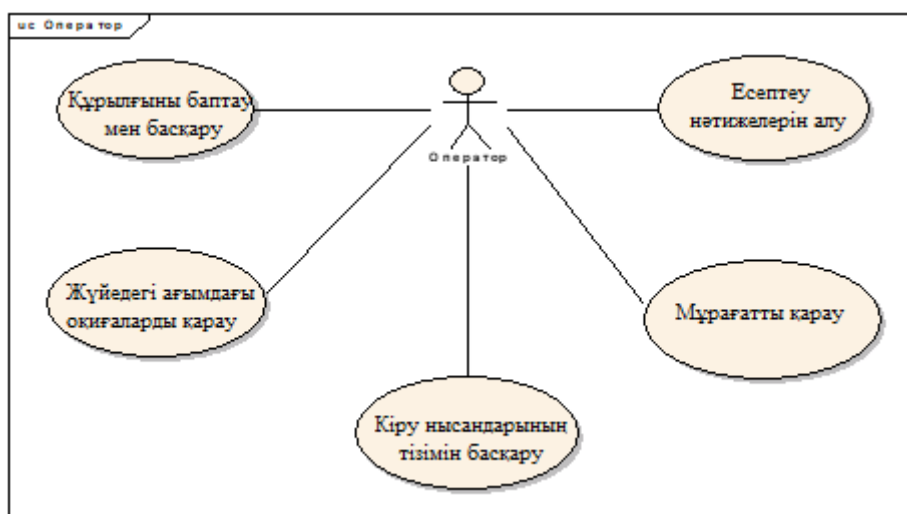 uc Оператор
Құрылғыны баптау
мен басқару
Есептеу
нәтижелерін алу
Оператор
Жүйедегі ағымдағы
оқиғаларды қарау
Мұрағатты қарау
Кіру нысандарының
тізімін басқару